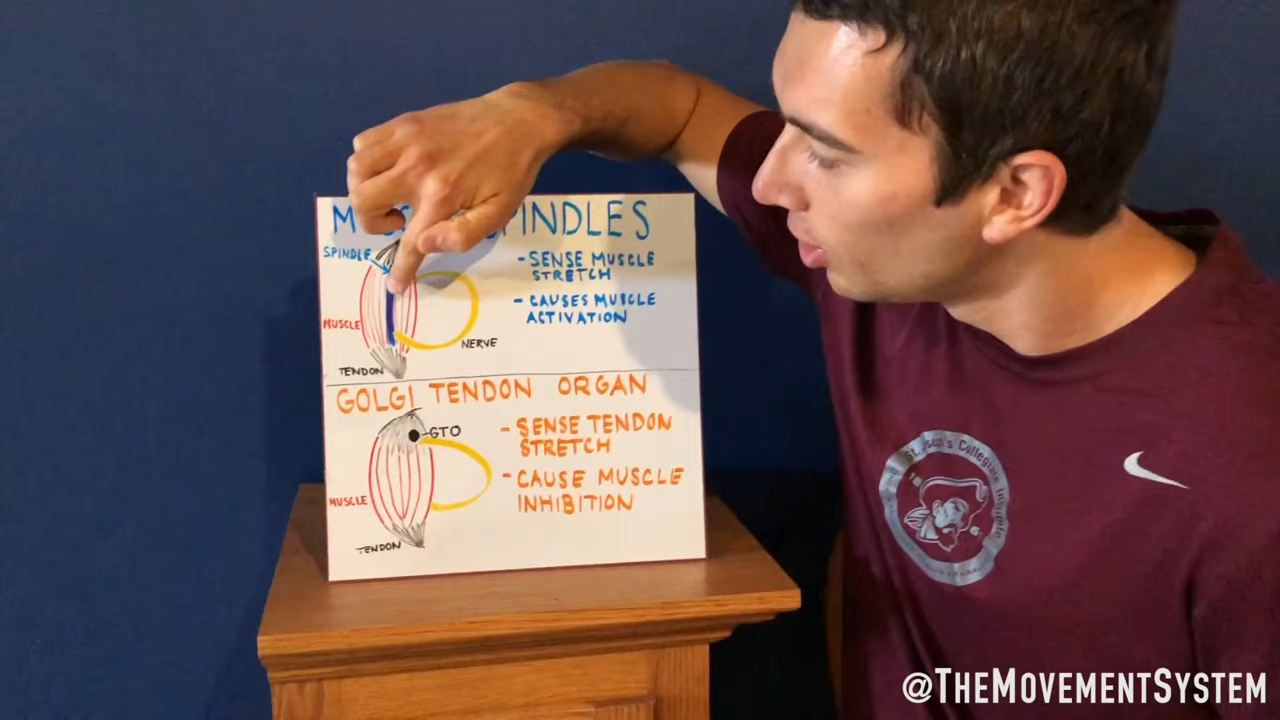 SPINDLES
SPINDLE
- SENSE MUSCLE
STRETCH
- CAUSES MUSCLE
ACTIVATION
MUSCLE
NERVE
TENDON
GOLGI TENDON ORGAN
GTO
- SENSE TENDON
STRETCH
- CAUSE MUSCLE
INHIBITION
MUSCLE
TENDON
@THEMOVEMENTSYSTEM